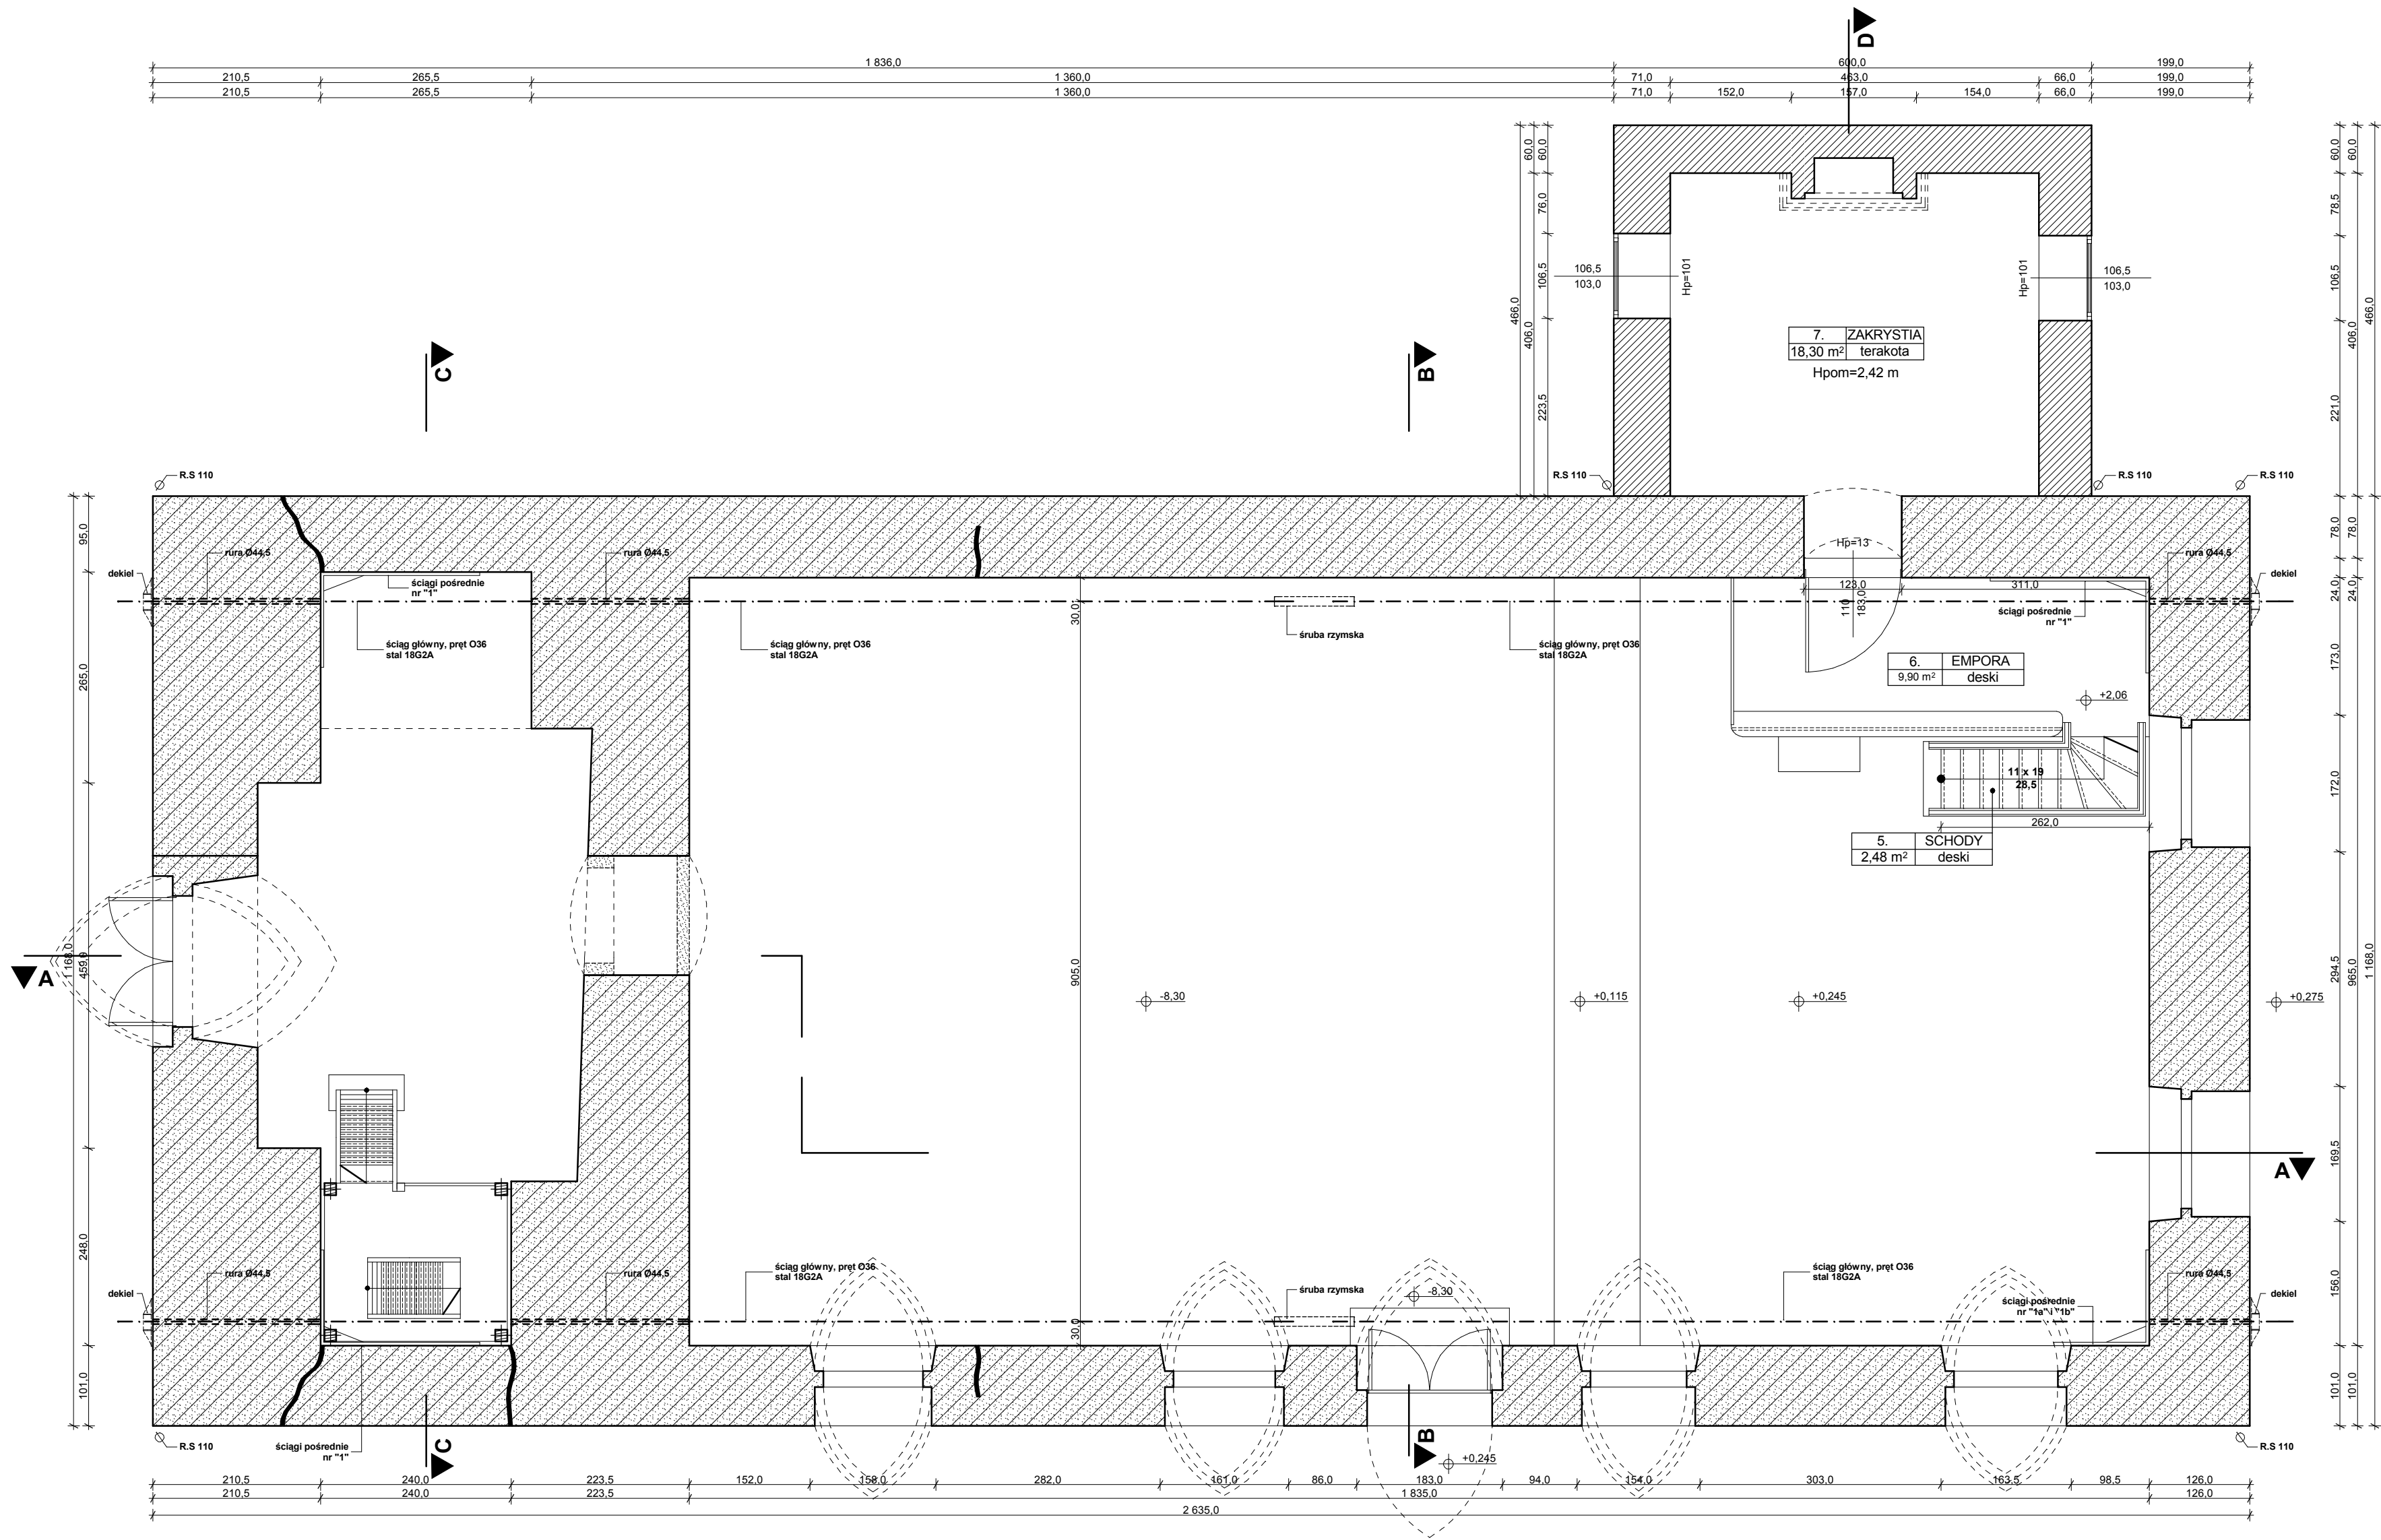 D
1 836,0
600,0
199,0
210,5
265,5
1 360,0
71,0
463,0
66,0
199,0
210,5
265,5
1 360,0
71,0
152,0
157,0
154,0
66,0
199,0
60,0
60,0
60,0
60,0
76,0
78,5
106,5
103,0
Hp=101
Hp=101
106,5
103,0
106,5
106,5
466,0
406,0
406,0
466,0
C
B
7. ZAKRYSTIA
18,30 m² terakota
Hpom=2,42 m
223,5
221,0
R.S 110
R.S 110
R.S 110
R.S 110
95,0
78,0
78,0
rura Ø44,5
rura Ø44,5
Hp=13
rura Ø44,5
dekiel
ściągi pośrednie
nr "1"
123,0
311,0
24,0
24,0
dekiel
30,0
110
183,0
ściągi pośrednie
nr "1"
śruba rzymska
ściąg główny, pręt O36
stal 18G2A
ściąg główny, pręt O36
stal 18G2A
ściąg główny, pręt O36
stal 18G2A
265,0
173,0
6. EMPORA
9,90 m² deski
+2,06
11 x 19
28,5
172,0
262,0
5. SCHODY
2,48 m² deski
A
1 168,0
459,0
905,0
-8,30
+0,115
+0,245
+0,275
294,5
965,0
1 168,0
169,5
A
248,0
rura Ø44,5
rura Ø44,5
ściąg główny, pręt O36
stal 18G2A
ściąg główny, pręt O36
stal 18G2A
rura Ø44,5
156,0
dekiel
śruba rzymska
-8,30
ściągi pośrednie
nr "1a" i "1b"
dekiel
30,0
101,0
101,0
101,0
R.S 110
ściągi pośrednie
nr "1"
C
B
+0,245
R.S 110
210,5
240,0
223,5
152,0
158,0
282,0
161,0
86,0
183,0
94,0
154,0
303,0
163,5
98,5
126,0
210,5
240,0
223,5
1 835,0
126,0
2 635,0